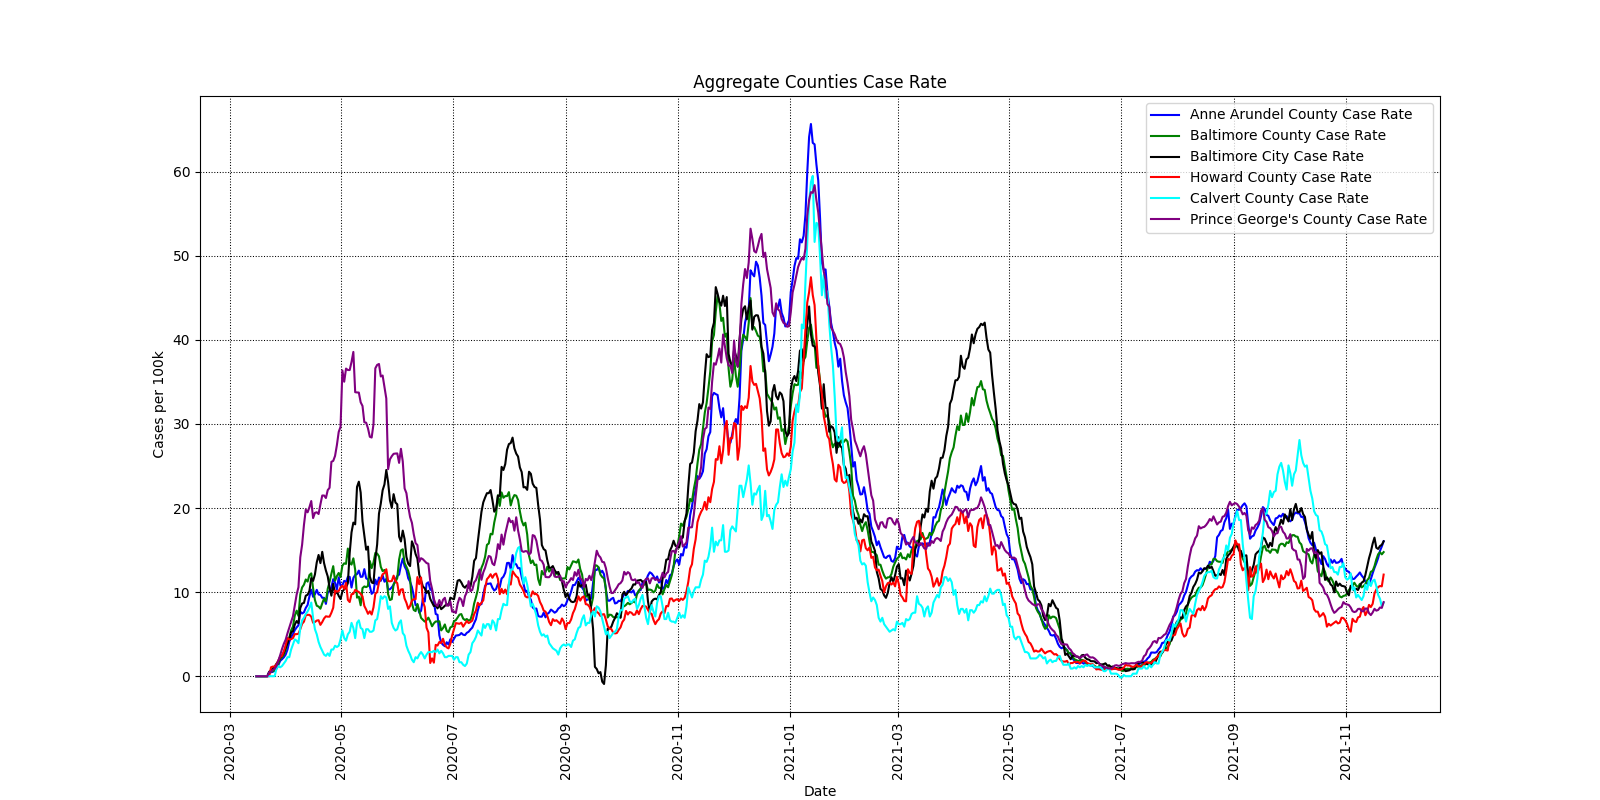 Aggregate Counties Case Rate
Anne Arundel County Case Rate
Baltimore County Case Rate
Baltimore City Case Rate
Howard County Case Rate
Calvert County Case Rate
Prince George's County Case Rate
Cases per 100k
60
50
40
30
20
10
0
2020-03
2020-05
2020-07
2020-09
2020-11
2021-01
2021-03
2021-05
2021-07
2021-09
2021-11
Date